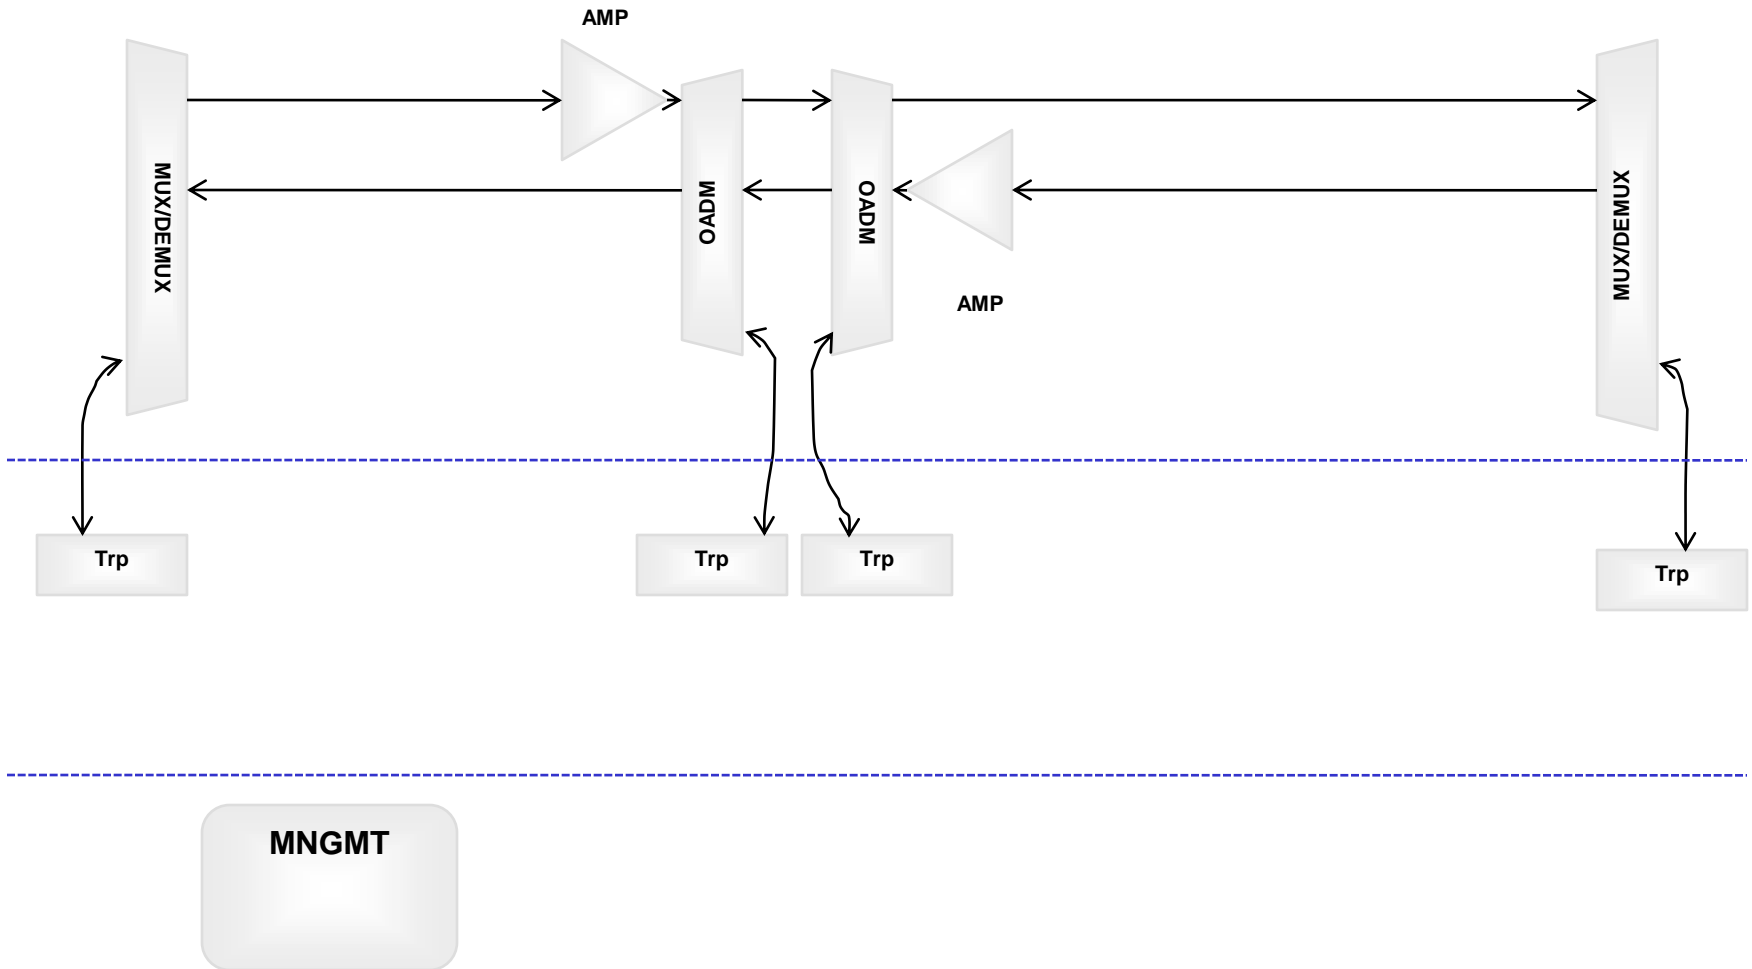 AMP
MUX/DEMUX
OADM
OADM
MUX/DEMUX
AMP
Trp
Trp
Trp
Trp
MNGMT